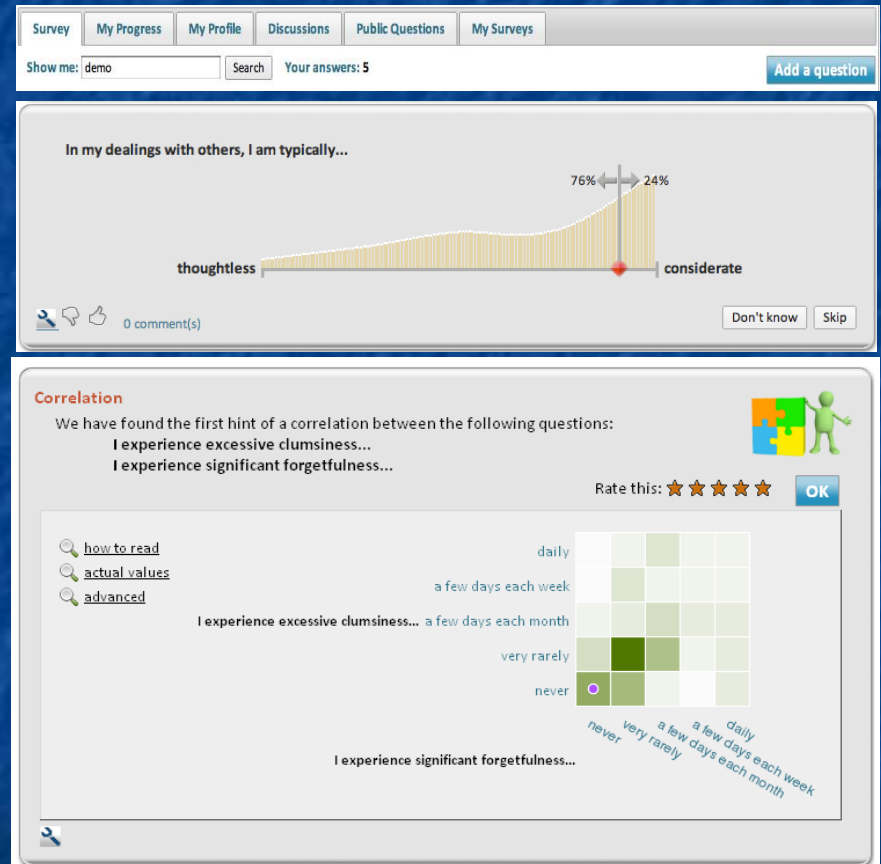 Survey My Progress My Profile Discussions Public Questions My Surveys
Show me: demo Search Your answers: 5 Add a question
In my dealings with others, I am typically...
76% 24%
thoughtless considerate
0 comment(s) Don't know Skip
Correlation
We have found the first hint of a correlation between the following questions:
I experience excessive clumsiness...
I experience significant forgetfulness...
Rate this: OK
how to read
actual values
advanced
daily
a few days each week
I experience excessive clumsiness... a few days each month
very rarely
never
never very rarely a few days each month a few days each week daily
I experience significant forgetfulness...